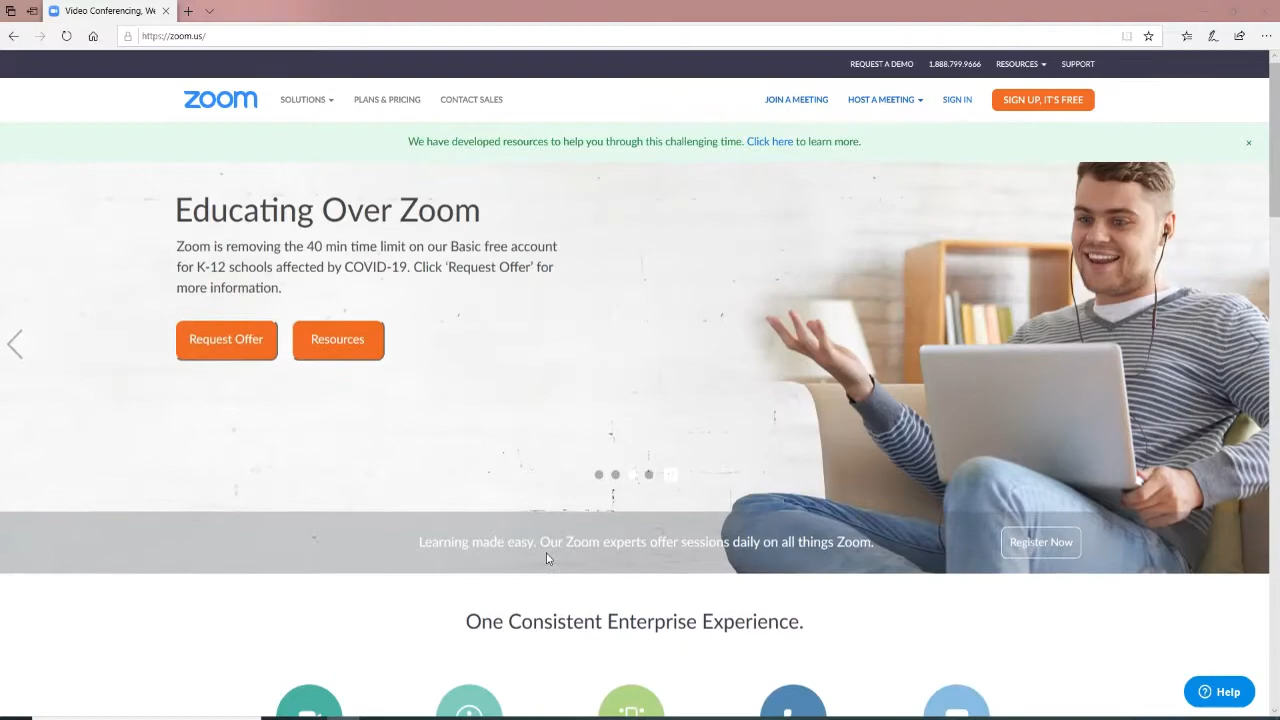 Video Conferencing, We
https://zoom.us/
REQUEST A DEMO 1.888.799.9666 RESOURCES SUPPORT
zoom SOLUTIONS PLANS & PRICING CONTACT SALES JOIN A MEETING HOST A MEETING SIGN IN SIGN UP, IT'S FREE
We have developed resources to help you through this challenging time. Click here to learn more. ×
Educating Over Zoom
Zoom is removing the 40 min time limit on our Basic free account
for K-12 schools affected by COVID-19. Click 'Request Offer' for
more information.
Request Offer Resources
Learning made easy. Our Zoom experts offer sessions daily on all things Zoom. Register Now
One Consistent Enterprise Experience.
Help